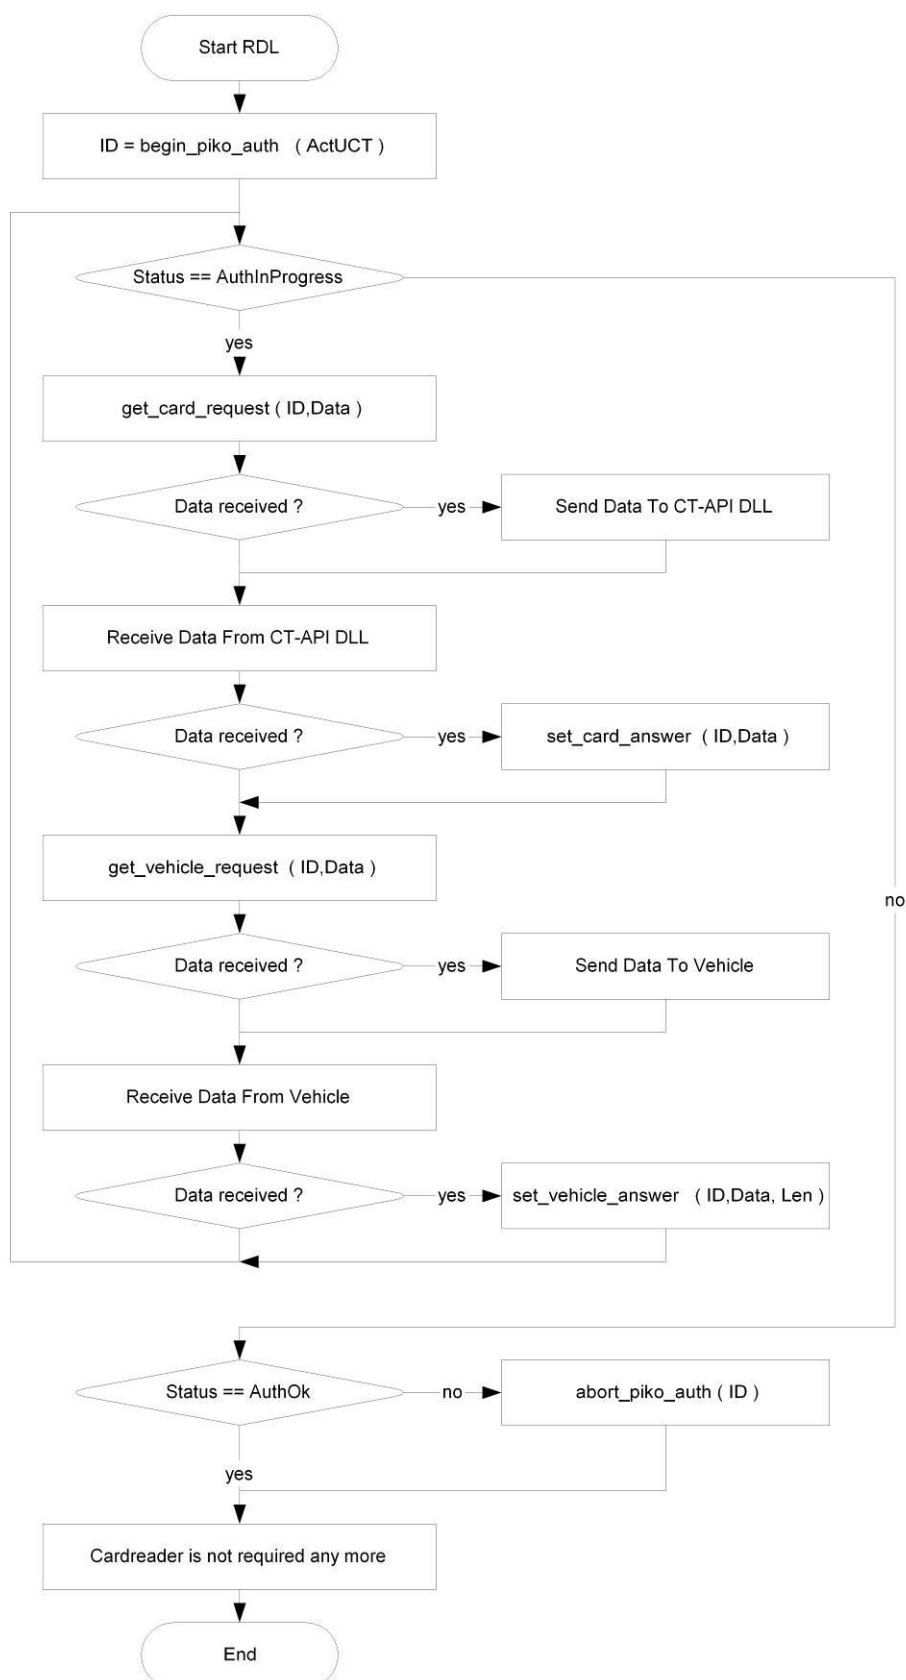 Start RDL
ID = begin_piko_auth ( ActUCT )
Status == AuthInProgress
yes
get_card_request ( ID,Data )
Data received ?
yes
Send Data To CT-API DLL
Receive Data From CT-API DLL
Data received ?
yes
set_card_answer ( ID,Data )
get_vehicle_request ( ID,Data )
no
Data received ?
yes
Send Data To Vehicle
Receive Data From Vehicle
Data received ?
yes
set_vehicle_answer ( ID,Data, Len )
Status == AuthOk
no
abort_piko_auth ( ID )
yes
Cardreader is not required any more
End